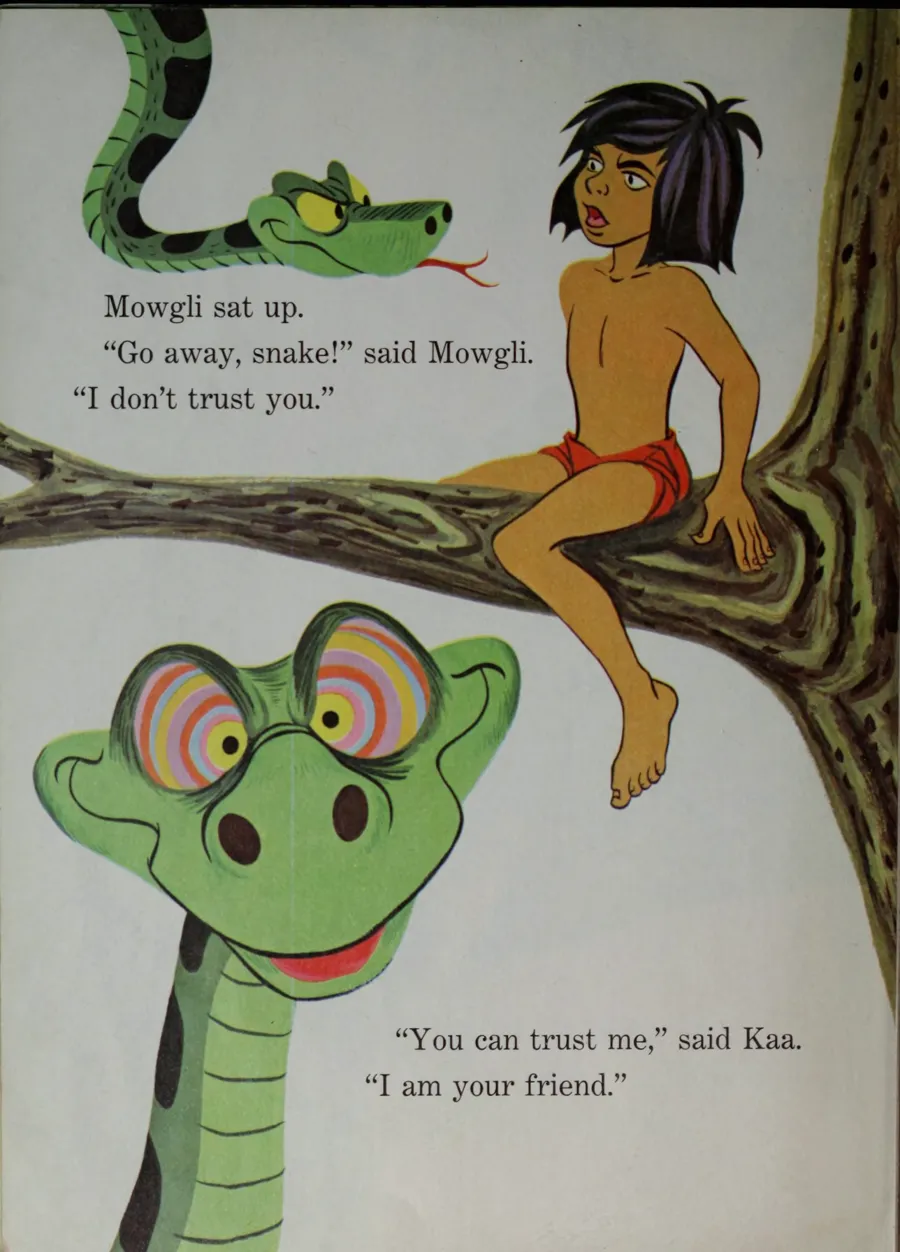 Mowgli sat up.
“Go away, snake!” said Mowgli.
“I don’t trust you.”
“You can trust me,” said Kaa.
“I am your friend.”